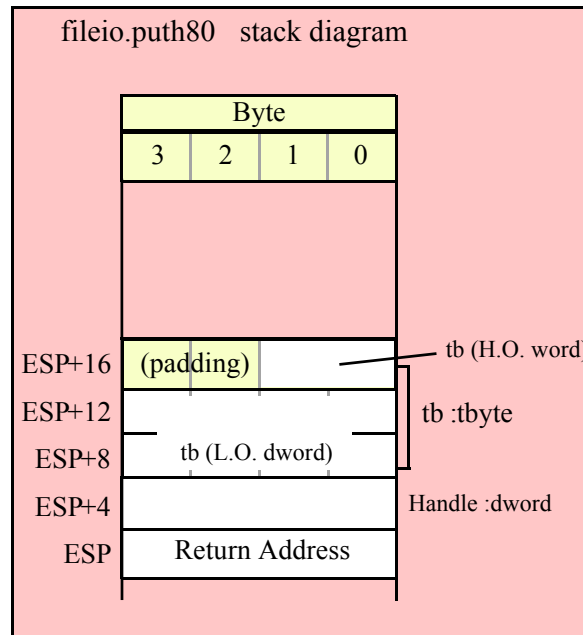 fileio.puth80 stack diagram
Byte
3 2 1 0
ESP+16 (padding) tb (H.O. word)
ESP+12 tb :tbyte
ESP+8 tb (L.O. dword)
ESP+4 Handle :dword
ESP Return Address